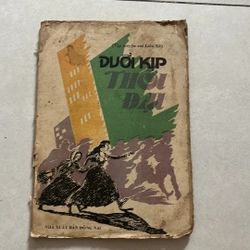 ĐUỔI KỊP
THỜI
ĐẠI
NHÀ XUẤT BẢN ĐỒNG NAI